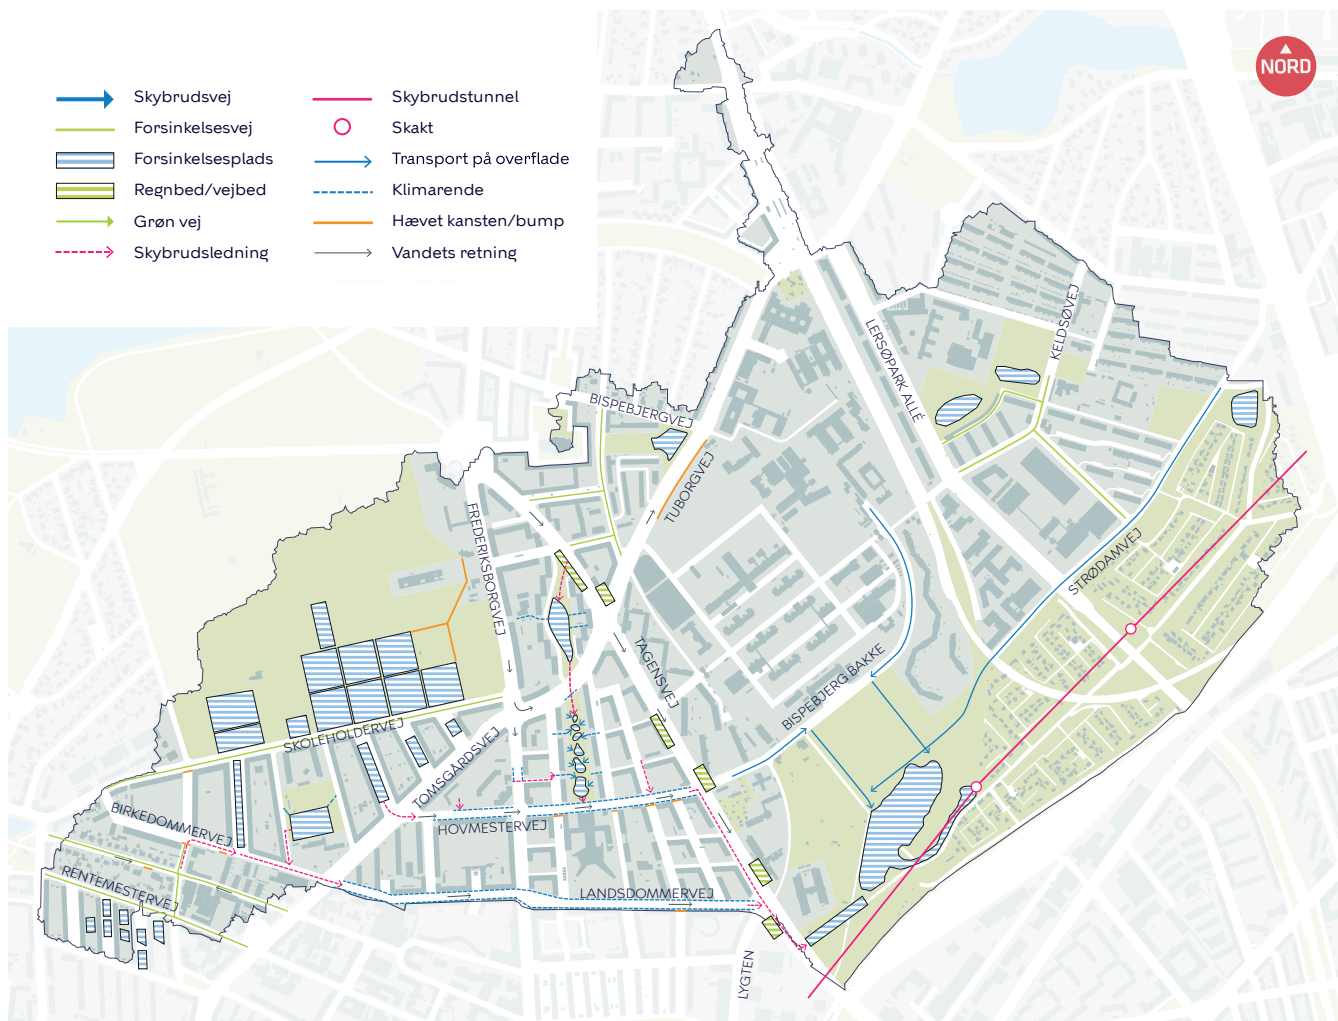 NORD
Skybrudsvej
Forsinkelsesvej
Forsinkelsesplads
Regnbed/vejbed
Grøn vej
Skybrudsledning
Skybrudstunnel
Skakt
Transport på overflade
Klimarende
Hævet kansten/bump
Vandets retning
KELDSØVEJ
LERSØPARK ALLÉ
BISPEBJERGVEJ
TUBORGVEJ
FREDERIKSBORGVEJ
STRØDAMVEJ
TAGENSVEJ
BISPEBJERG BAKKE
SKOLEHOLDERVEJ
TOMSGÅRDSVEJ
BIRKEDOMMERVEJ
HOVMESTERVEJ
RENTEMESTERVEJ
LANDSDOMMERVEJ
LYGTEN